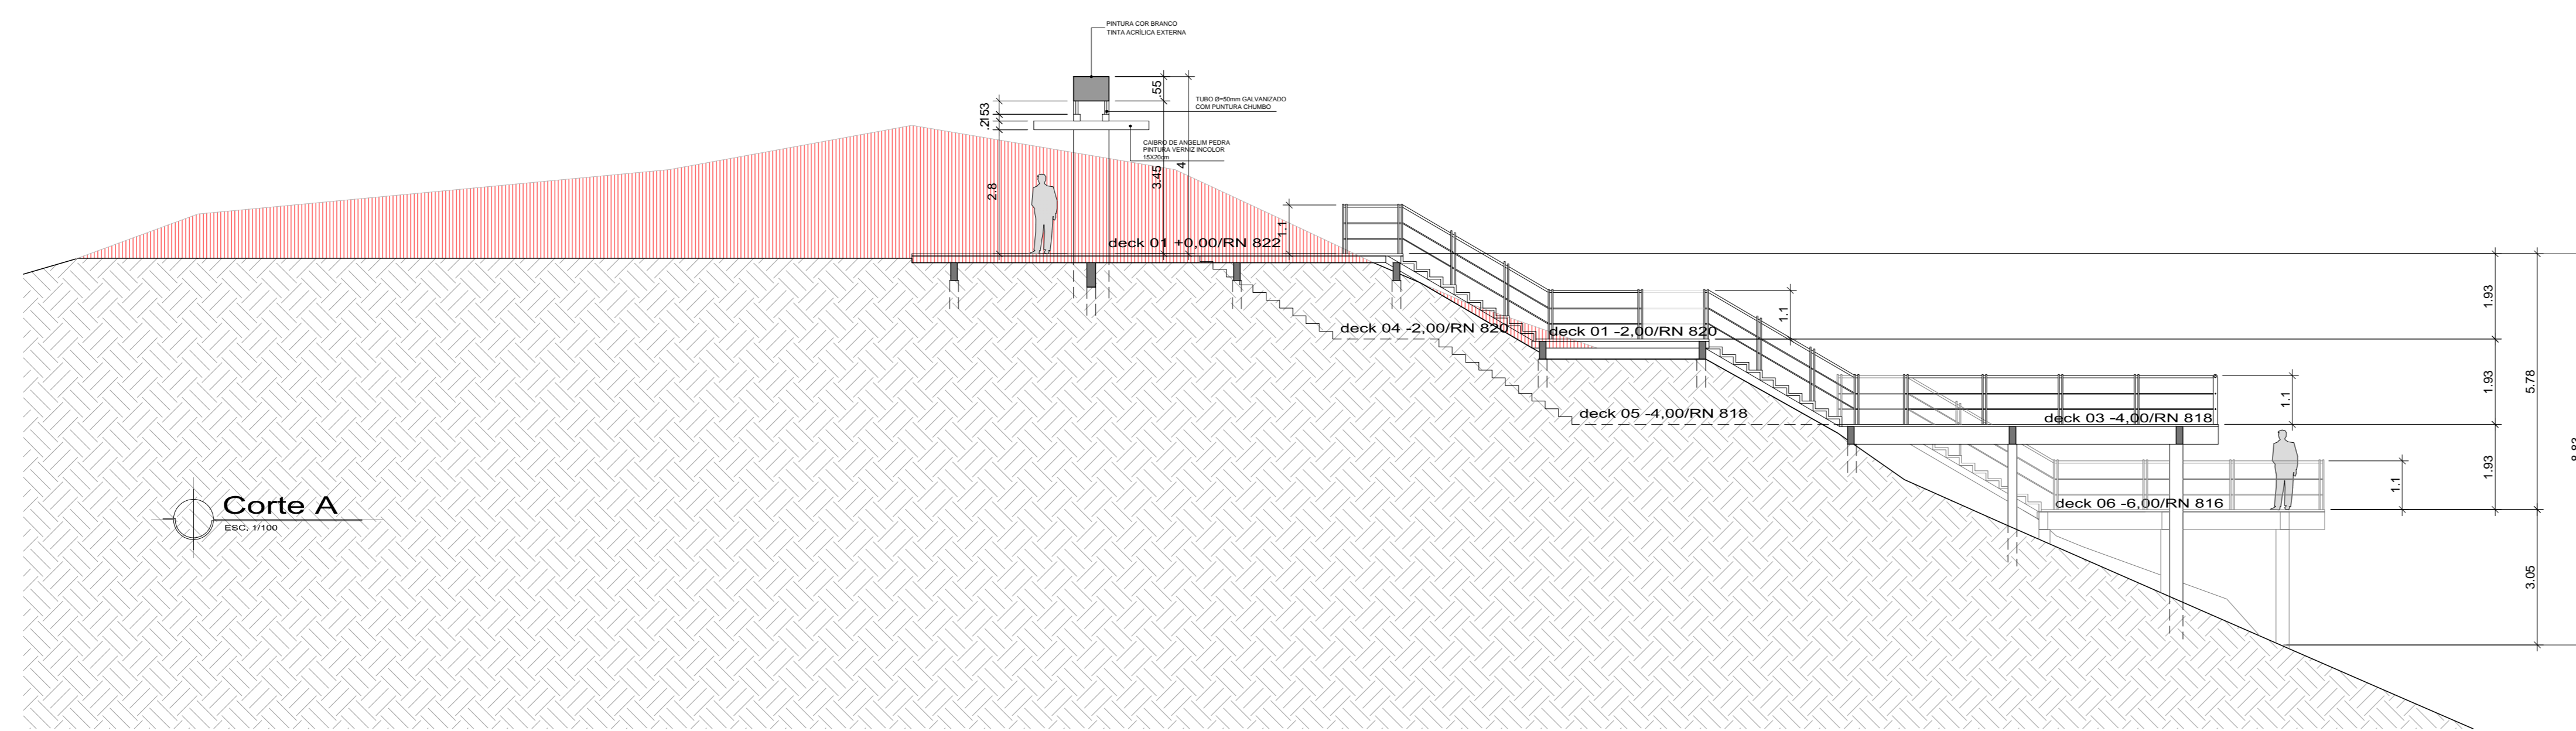 PINTURA COR BRANCO
TINTA ACRÍLICA EXTERNA
.55
TUBO Ø=50mm GALVANIZADO
COM PUNTURA CHUMBO
.2
153
CAIBRO DE ANGELIM PEDRA
PINTURA VERNIZ INCOLOR
15X20cm
2.8
3.45
4
1.1
deck 01 +0,00/RN 822
1.93
1.1
deck 04 -2,00/RN 820
deck 01 -2,00/RN 820
1.93
5.78
1.1
deck 05 -4,00/RN 818
deck 03 -4,00/RN 818
8.83
1.93
1.1
deck 06 -6,00/RN 816
Corte A
ESC. 1/100
3.05